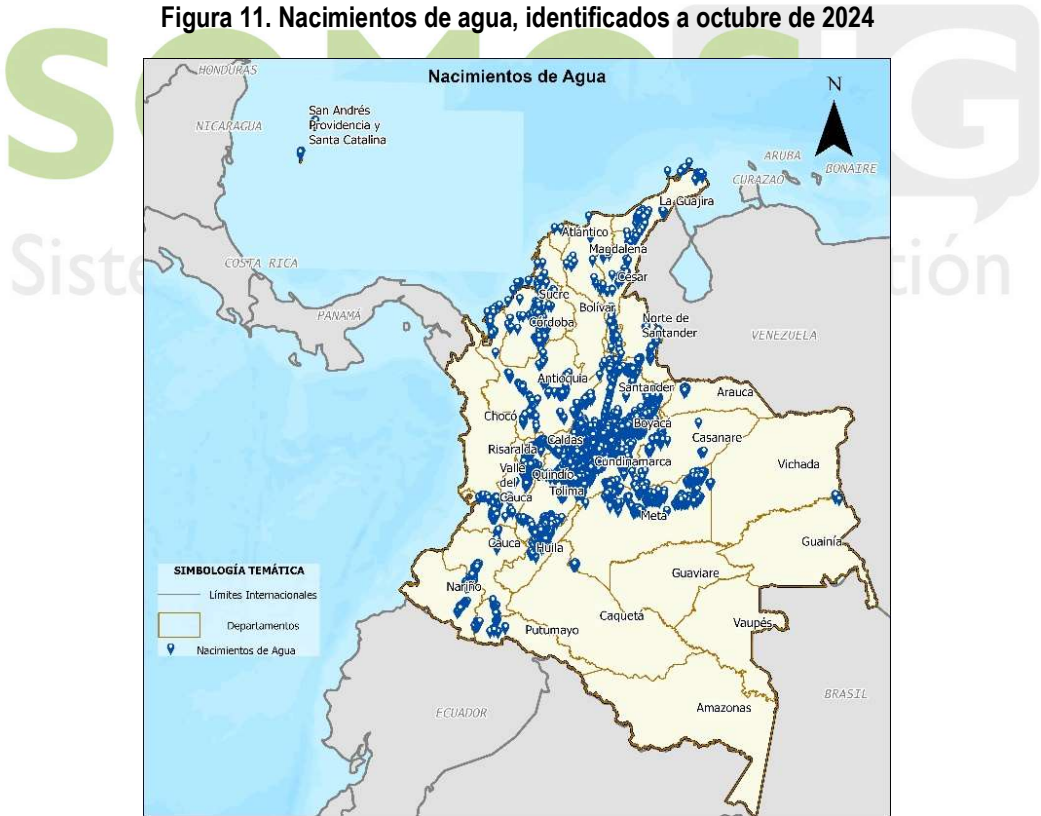 Figura 11. Nacimientos de agua, identificados a octubre de 2024
SOMOSIG
Sistema
ión
Nacimientos de Agua
N
HONDURAS
San Andrés
Providencia y
Santa Catalina
NICARAGUA
ARUBA
CURAZAO
BONAIRE
La Guajira
Atlántico
Magdalena
COSTA RICA
Cesar
Sucre
Bolívar
PANAMÁ
Córdoba
Norte de
Santander
VENEZUELA
Antioquia
Santander
Arauca
Chocó
Boyacá
Caldas
Casanare
Risaralda
Cundinamarca
Vichada
Valle
del
Cauca
Quindío
Tolima
Meta
Cauca
Huila
Guainía
SIMBOLOGÍA TEMÁTICA
Límites Internacionales
Departamentos
Nacimientos de Agua
Guaviare
Nariño
Caquetá
Vaupés
Putumayo
BRASIL
ECUADOR
Amazonas